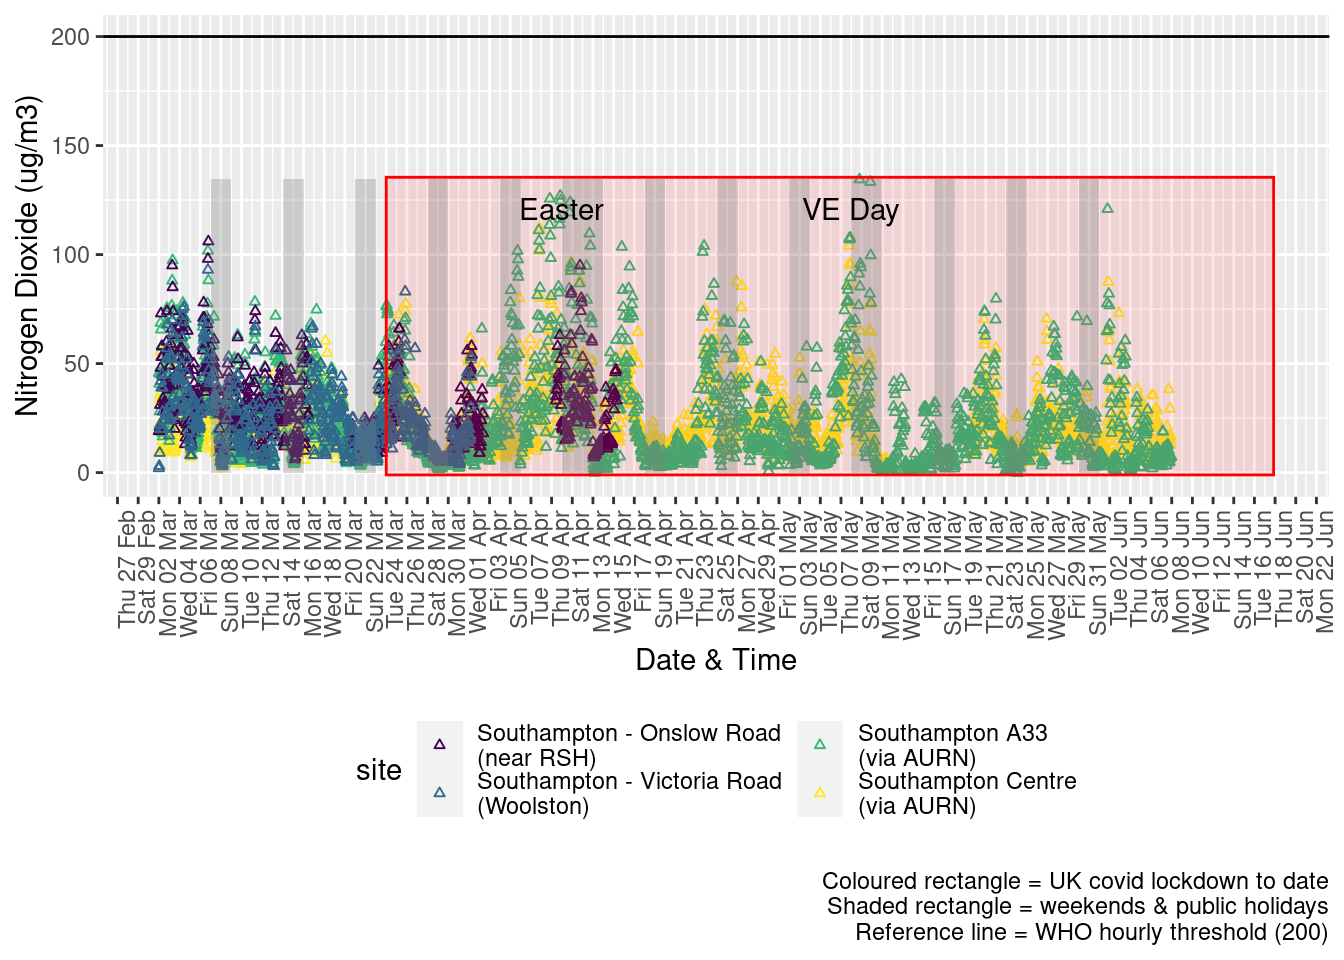 200
150
100
50
0
Nitrogen Dioxide (ug/m3)
Easter
VE Day
Thu 27 Feb
Sat 29 Feb
Mon 02 Mar
Wed 04 Mar
Fri 06 Mar
Sun 08 Mar
Tue 10 Mar
Thu 12 Mar
Sat 14 Mar
Mon 16 Mar
Wed 18 Mar
Fri 20 Mar
Sun 22 Mar
Tue 24 Mar
Thu 26 Mar
Sat 28 Mar
Mon 30 Mar
Wed 01 Apr
Fri 03 Apr
Sun 05 Apr
Tue 07 Apr
Thu 09 Apr
Sat 11 Apr
Mon 13 Apr
Wed 15 Apr
Fri 17 Apr
Sun 19 Apr
Tue 21 Apr
Thu 23 Apr
Sat 25 Apr
Mon 27 Apr
Wed 29 Apr
Fri 01 May
Sun 03 May
Tue 05 May
Thu 07 May
Sat 09 May
Mon 11 May
Wed 13 May
Fri 15 May
Sun 17 May
Tue 19 May
Thu 21 May
Sat 23 May
Mon 25 May
Wed 27 May
Fri 29 May
Sun 31 May
Tue 02 Jun
Thu 04 Jun
Sat 06 Jun
Mon 08 Jun
Wed 10 Jun
Fri 12 Jun
Sun 14 Jun
Tue 16 Jun
Thu 18 Jun
Sat 20 Jun
Mon 22 Jun
Date & Time
site
Southampton - Onslow Road
(near RSH)
Southampton - Victoria Road
(Woolston)
Southampton A33
(via AURN)
Southampton Centre
(via AURN)
Coloured rectangle = UK covid lockdown to date
Shaded rectangle = weekends & public holidays
Reference line = WHO hourly threshold (200)